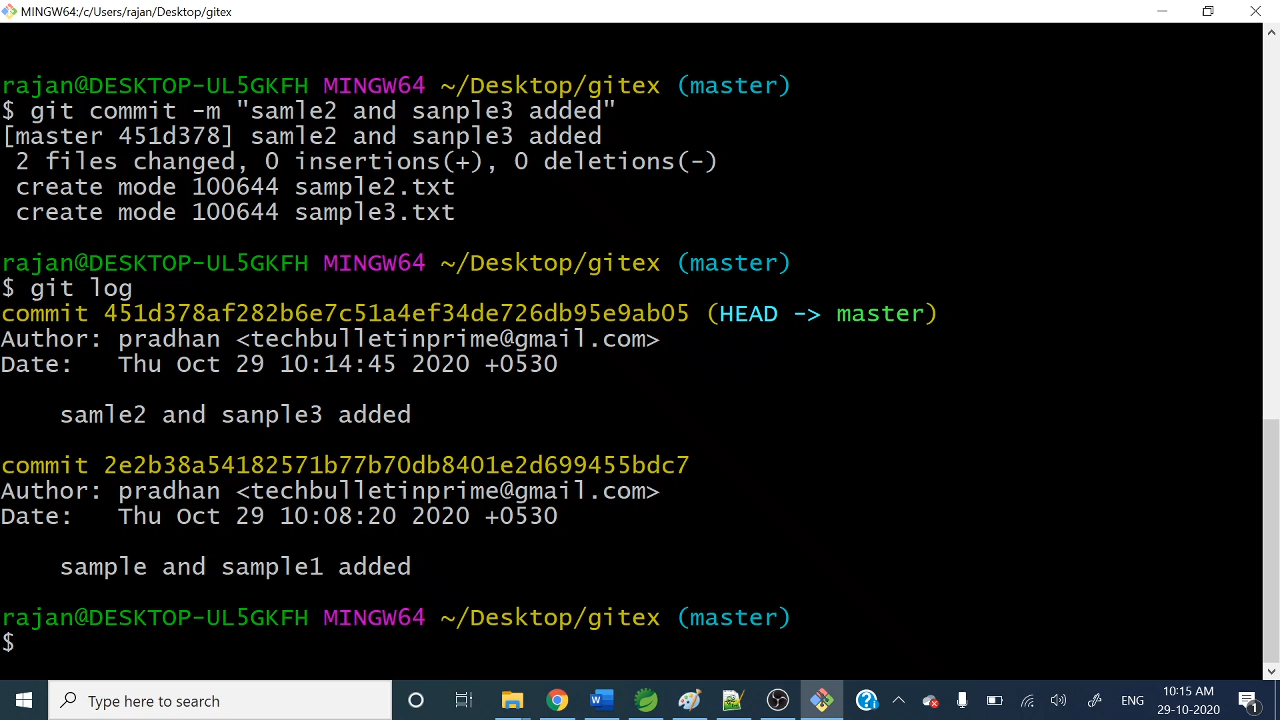 MINGW64:/c/Users/rajan/Desktop/gitex
rajan@DESKTOP-UL5GKFH MINGW64 ~/Desktop/gitex (master)
$ git commit -m "samle2 and sanple3 added"
[master 451d378] samle2 and sanple3 added
 2 files changed, 0 insertions(+), 0 deletions(-)
 create mode 100644 sample2.txt
 create mode 100644 sample3.txt
rajan@DESKTOP-UL5GKFH MINGW64 ~/Desktop/gitex (master)
$ git log
commit 451d378af282b6e7c51a4ef34de726db95e9ab05 (HEAD -> master)
Author: pradhan <techbulletinprime@gmail.com>
Date:   Thu Oct 29 10:14:45 2020 +0530
    samle2 and sanple3 added
commit 2e2b38a54182571b77b70db8401e2d699455bdc7
Author: pradhan <techbulletinprime@gmail.com>
Date:   Thu Oct 29 10:08:20 2020 +0530
    sample and sample1 added
rajan@DESKTOP-UL5GKFH MINGW64 ~/Desktop/gitex (master)
$
Type here to search
ENG
10:15 AM
29-10-2020
1